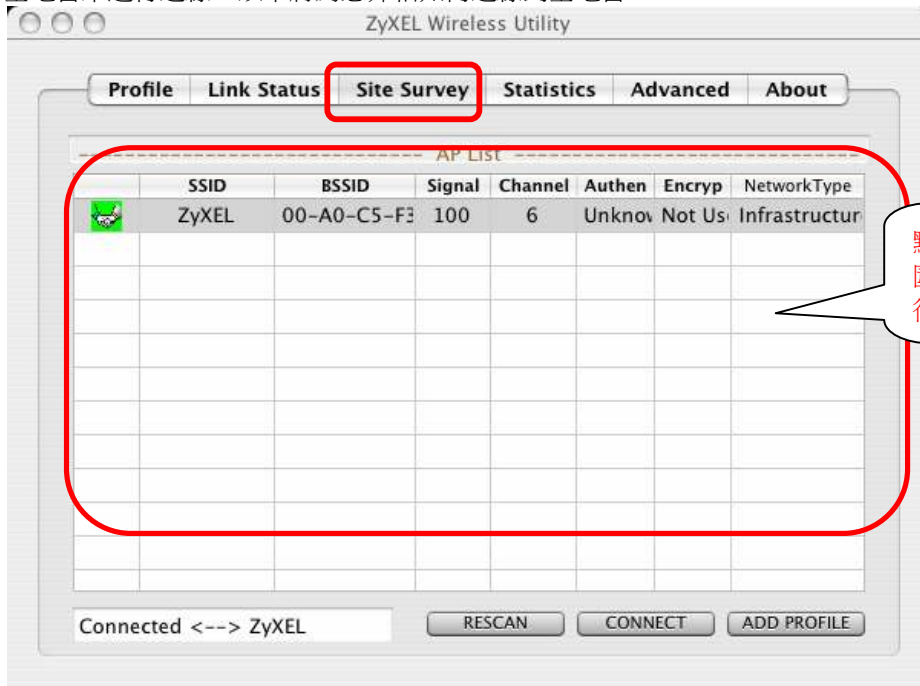 ZyXEL Wireless Utility
Profile Link Status Site Survey Statistics Advanced About
AP List
SSID BSSID Signal Channel Authen Encryp NetworkType
ZyXEL 00-A0-C5-F3 100 6 Unknov Not Us Infrastructur
Connected <--> ZyXEL RESCAN CONNECT ADD PROFILE